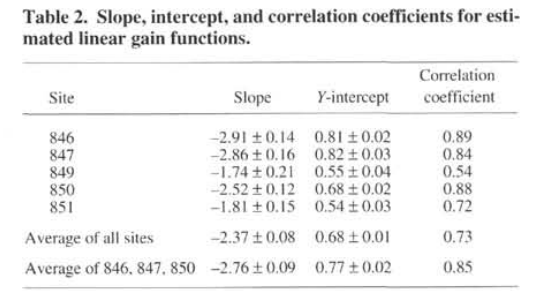 Table 2. Slope, intercept, and correlation coefficients for esti-
mated linear gain functions.
Correlation
Site Slope Y-intercept coefficient
846 −2.91 ± 0.14 0.81 ± 0.02 0.89
847 −2.86 ± 0.16 0.82 ± 0.03 0.84
849 −1.74 ± 0.21 0.55 ± 0.04 0.54
850 −2.52 ± 0.12 0.68 ± 0.02 0.88
851 −1.81 ± 0.15 0.54 ± 0.03 0.72
Average of all sites −2.37 ± 0.08 0.68 ± 0.01 0.73
Average of 846, 847, 850 −2.76 ± 0.09 0.77 ± 0.02 0.85